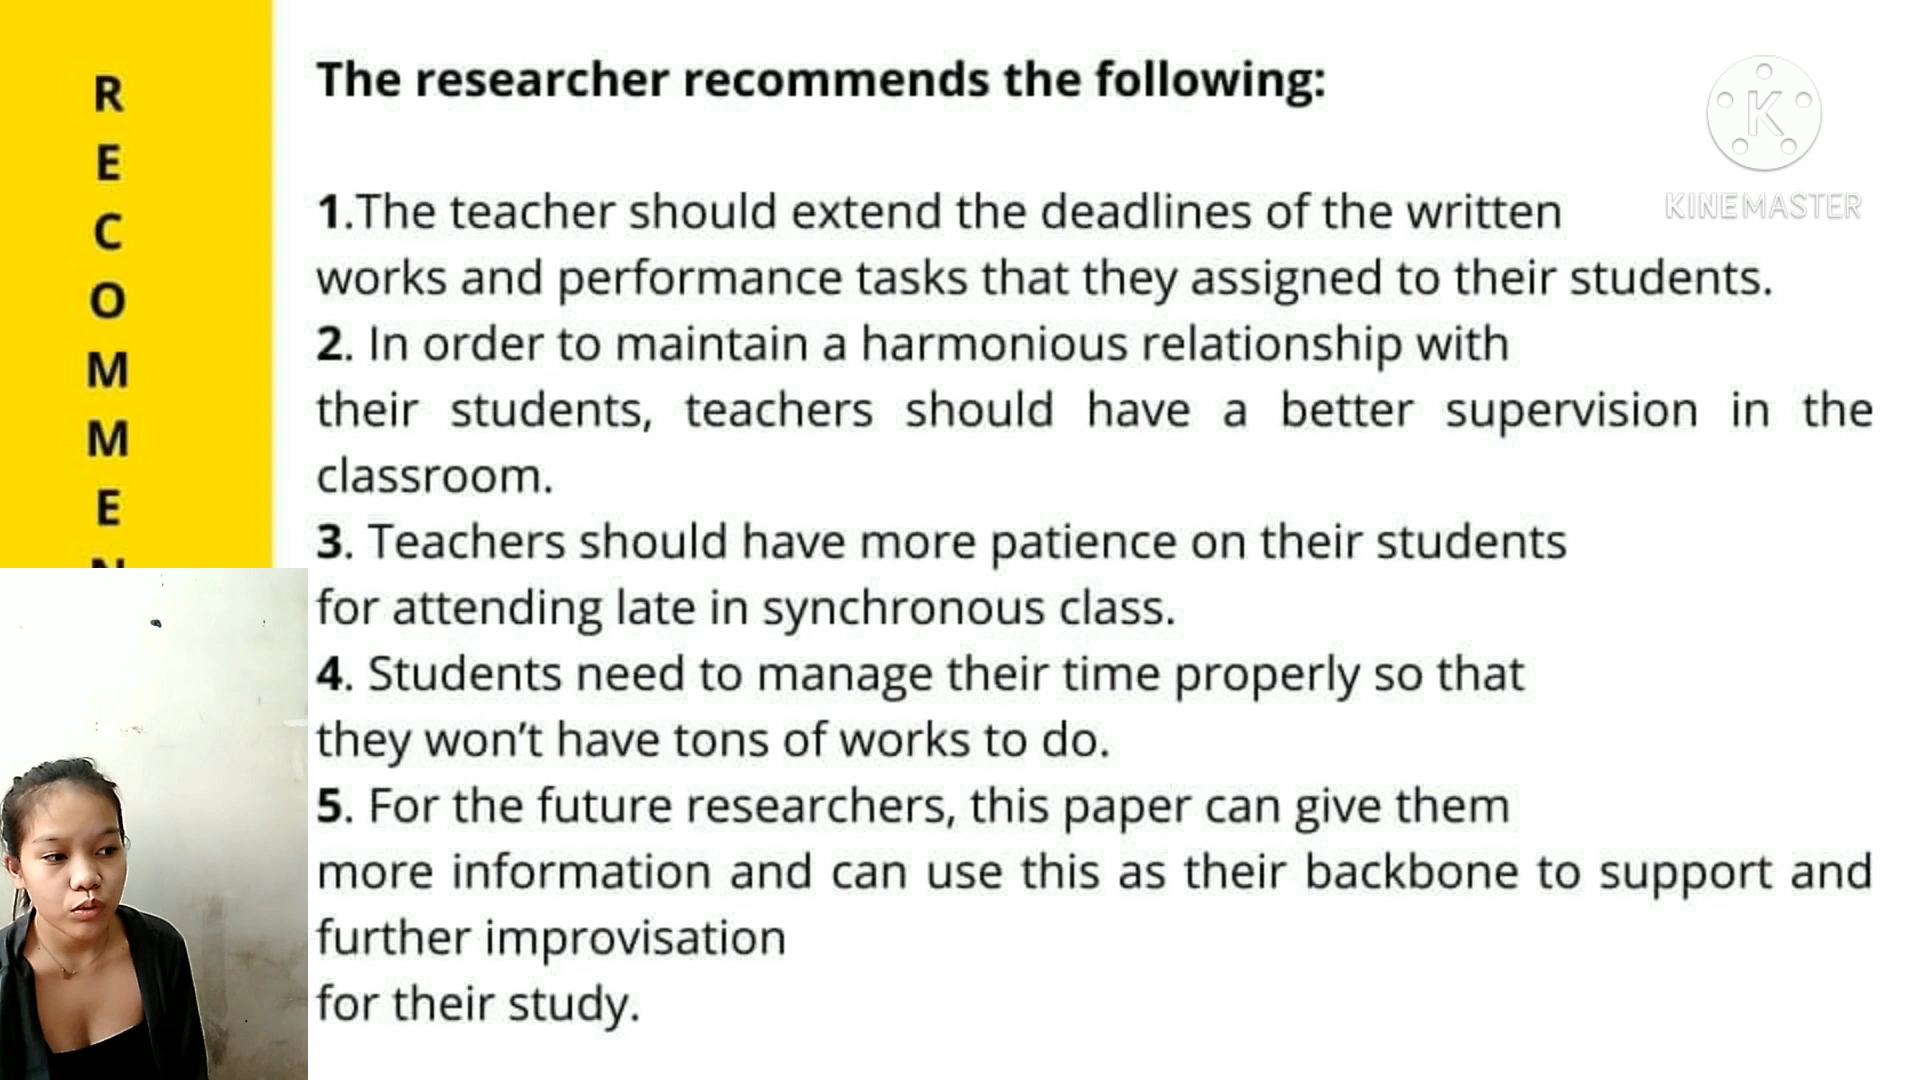 R
E
C
O
M
M
E
N
The researcher recommends the following:
1.The teacher should extend the deadlines of the written
works and performance tasks that they assigned to their students.
2. In order to maintain a harmonious relationship with
their students, teachers should have a better supervision in the
classroom.
3. Teachers should have more patience on their students
for attending late in synchronous class.
4. Students need to manage their time properly so that
they won’t have tons of works to do.
5. For the future researchers, this paper can give them
more information and can use this as their backbone to support and
further improvisation
for their study.
K
KINEMASTER